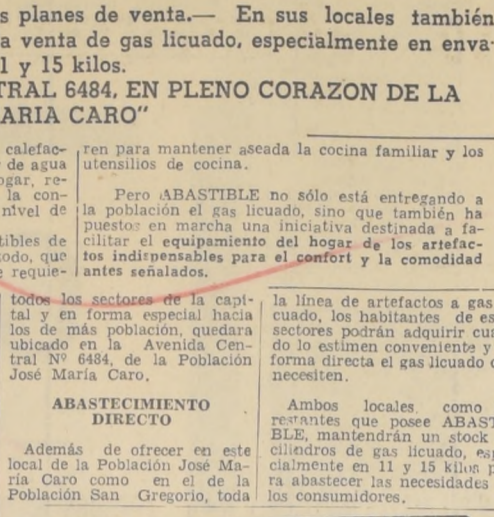 s planes de venta.— En sus locales también
a venta de gas licuado, especialmente en enva-
1 y 15 kilos.
TRAL 6484, EN PLENO CORAZON DE LA
ARIA CARO"
calefac-
de agua
ogar, re-
la con-
nivel de
tibles de
odo, que
e requie-
ren para mantener aseada la cocina familiar y los
utensilios de cocina.
Pero ABASTIBLE no sólo está entregando a
la población el gas licuado, sino que también ha
puestos en marcha una iniciativa destinada a fa-
cilitar el equipamiento del hogar de los artefac-
tos indispensables para el confort y la comodidad
antes señalados.
todos los sectores de la capi-
tal y en forma especial hacia
los de más población, quedara
ubicado en la Avenida Cen-
tral Nº 6484, de la Población
José María Caro.
ABASTECIMIENTO
DIRECTO
Además de ofrecer en este
local de la Población José Ma-
ría Caro como en el de la
Población San Gregorio, toda
la línea de artefactos a gas
cuado, los habitantes de es
sectores podrán adquirir cua
do lo estimen conveniente y
forma directa el gas licuado q
necesiten.
Ambos locales, como
restantes que posee ABAST
BLE, mantendrán un stock
cilindros de gas licuado, esp
cialmente en 11 y 15 kilos p
ra abastecer las necesidades
los consumidores.